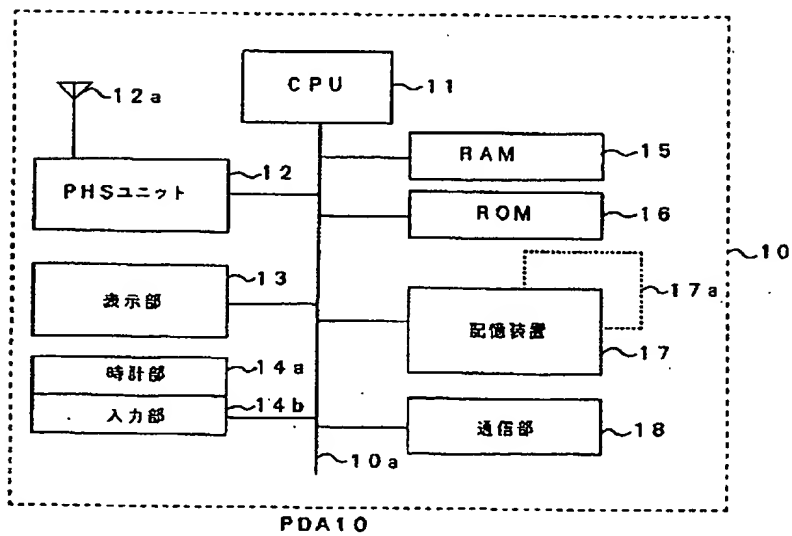 CPU
11
12a
RAM
15
PHSユニット
12
ROM
16
10
表示部
13
17a
記憶装置
17
時計部
14a
入力部
14b
通信部
18
10a
PDA10